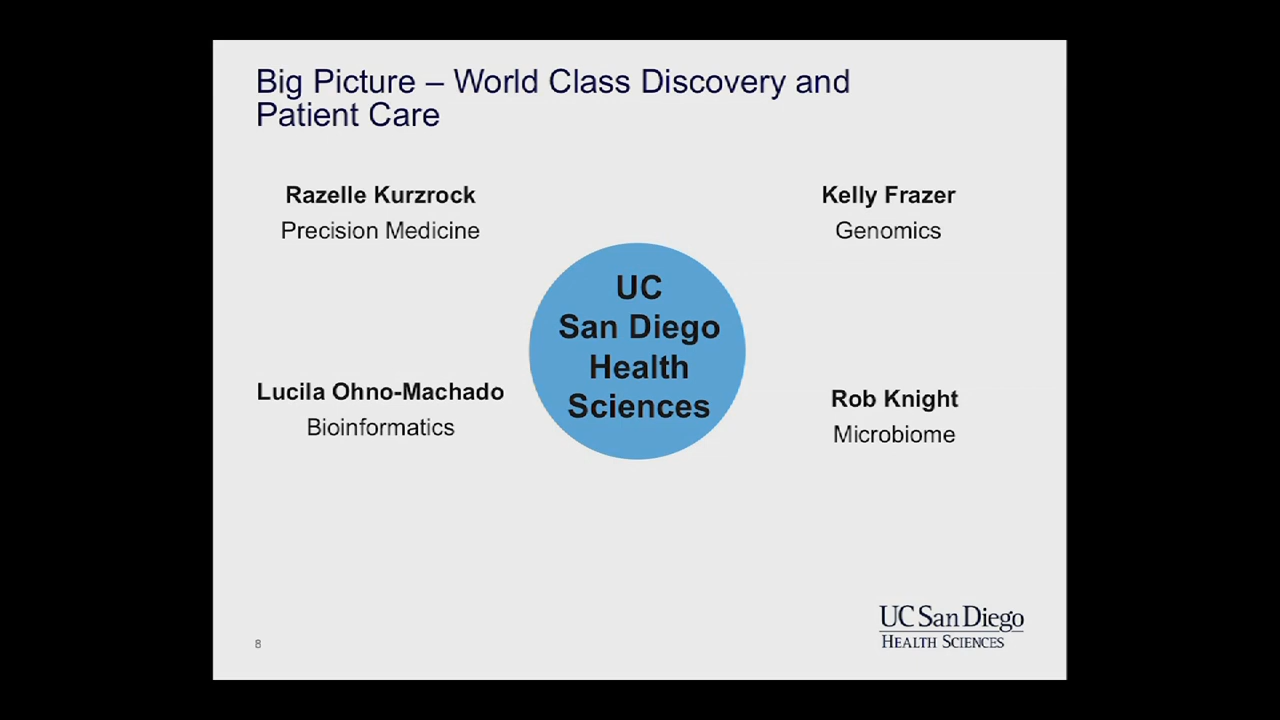 Big Picture – World Class Discovery and
Patient Care
Razelle Kurzrock
Precision Medicine
Kelly Frazer
Genomics
UC
San Diego
Health
Sciences
Lucila Ohno-Machado
Bioinformatics
Rob Knight
Microbiome
8
UC San Diego
HEALTH SCIENCES